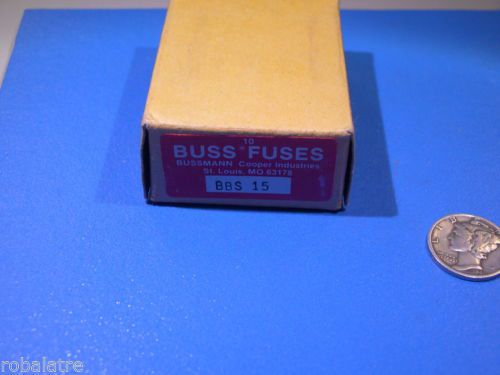 10
BUSS® FUSES
BUSSMANN Cooper Industries
St. Louis, MO 63178
BBS 15
robalatre